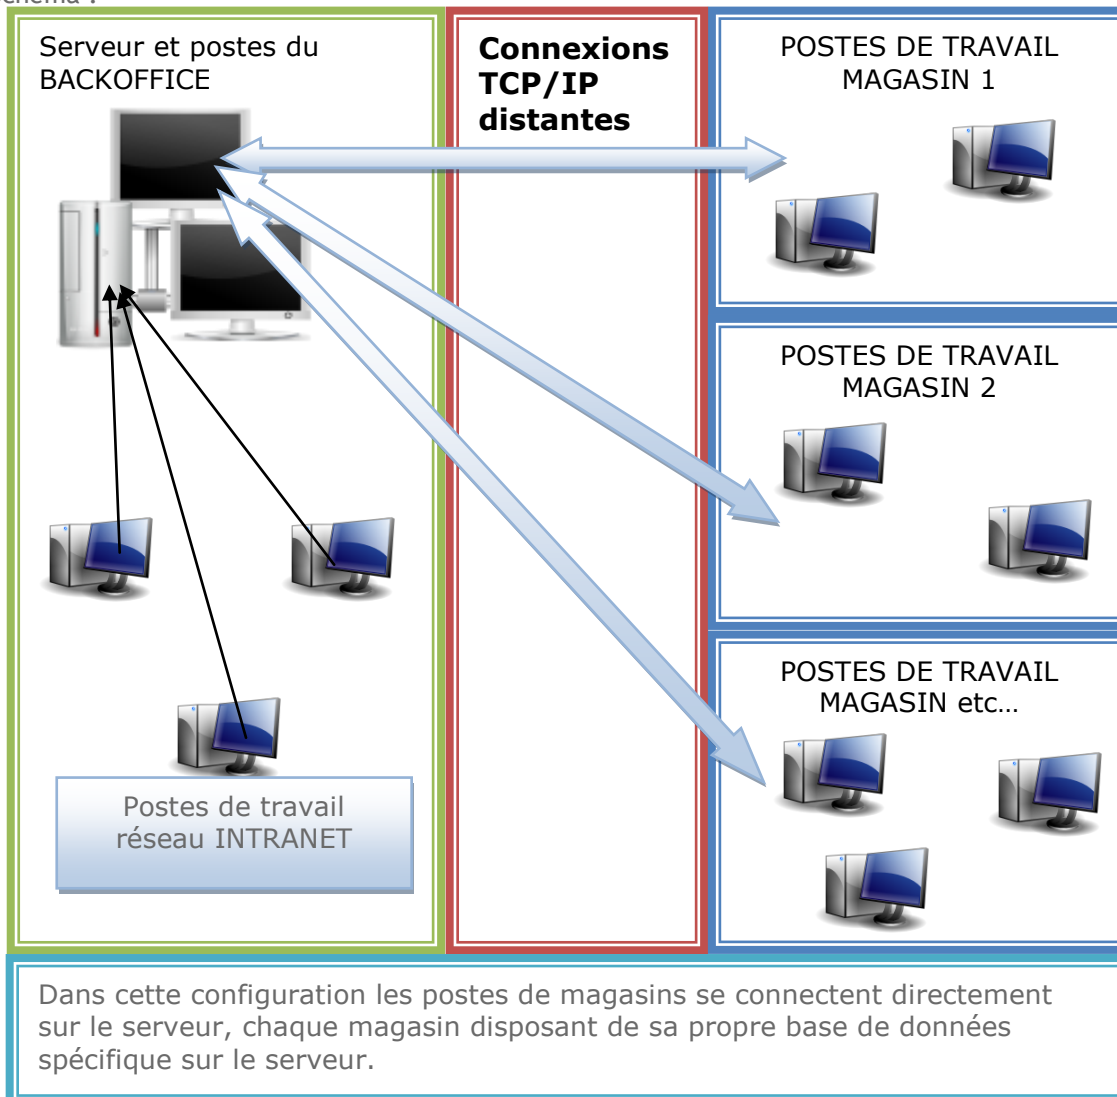 schéma :
Serveur et postes du
BACKOFFICE
Connexions
TCP/IP
distantes
POSTES DE TRAVAIL
MAGASIN 1
POSTES DE TRAVAIL
MAGASIN 2
POSTES DE TRAVAIL
MAGASIN etc…
Postes de travail
réseau INTRANET
Dans cette configuration les postes de magasins se connectent directement
sur le serveur, chaque magasin disposant de sa propre base de données
spécifique sur le serveur.